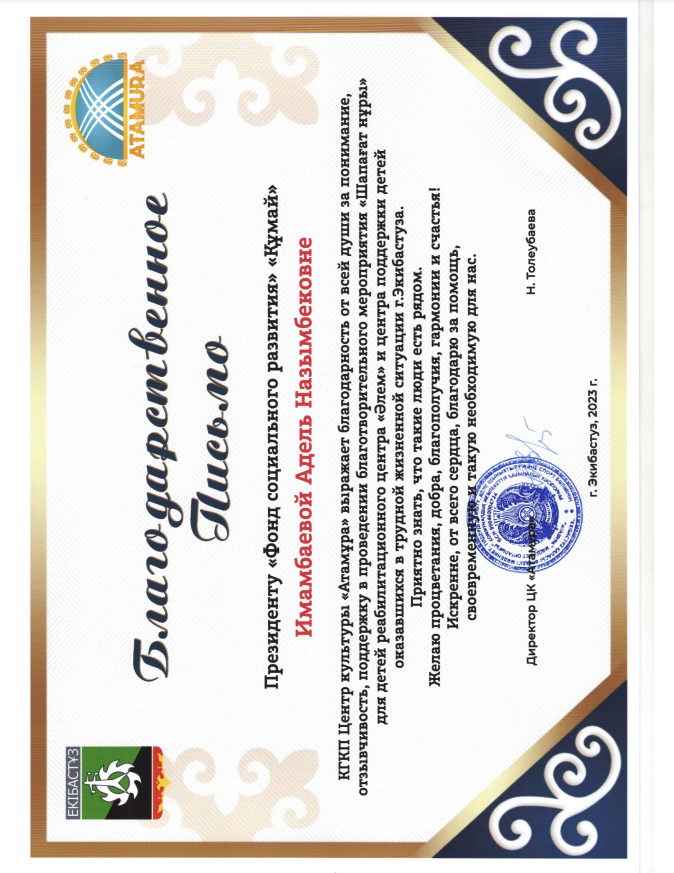 ЕКІБАСТҰЗ
ATAMURA
Благодарственное
Письмо
Президенту «Фонд социального развития» «Құмай»
Имамбаевой Адель Назымбековне
КГКП Центр культуры «Атамұра» выражает благодарность от всей души за понимание,
отзывчивость, поддержку в проведении благотворительного мероприятия «Шапағат нұры»
для детей реабилитационного центра «Әлем» и центра поддержки детей
оказавшихся в трудной жизненной ситуации г.Экибастуза.
Приятно знать, что такие люди есть рядом.
Желаю процветания, добра, благополучия, гармонии и счастья!
Искренне, от всего сердца, благодарю за помощь,
своевременную и такую необходимую для нас.
Директор ЦК «Атамұра»
Н. Толеубаева
г. Экибастуз, 2023 г.